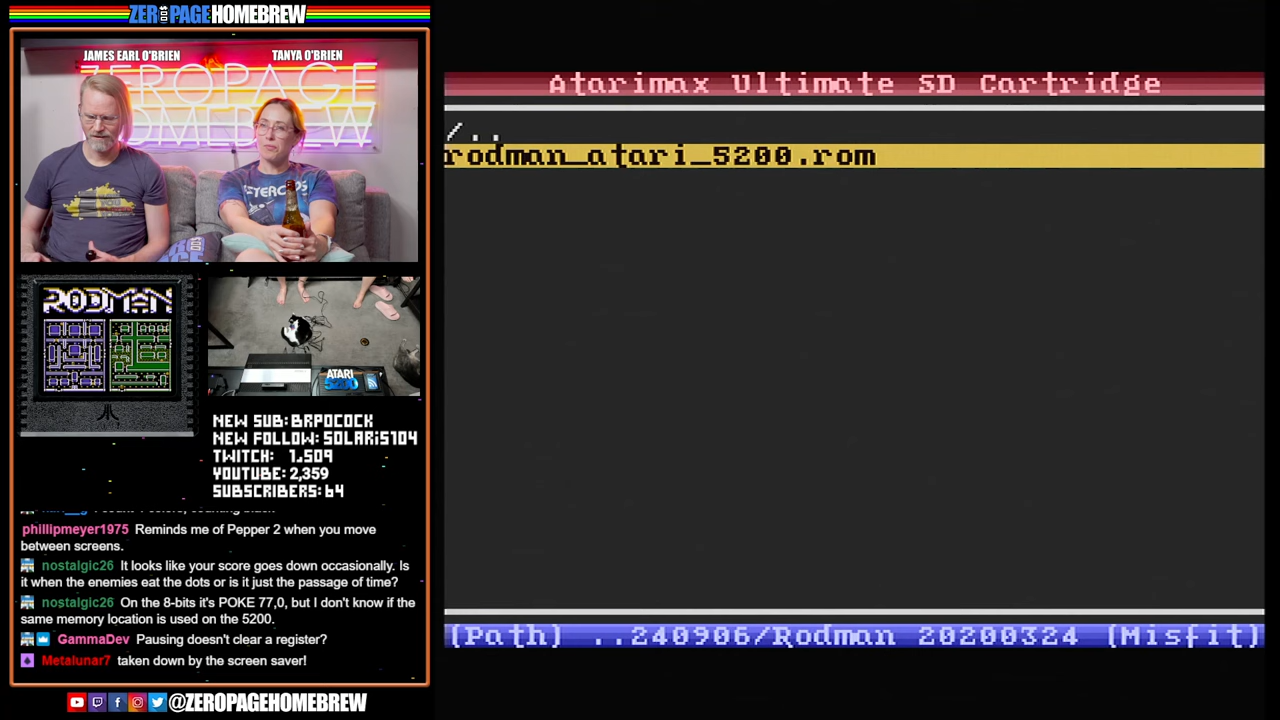 ZEROPAGE HOMEBREW
JAMES EARL O'BRIEN
TANYA O'BRIEN
ZEROPAGE
HOMEBREW
RODMAN
ATARI
5200
NEW SUB: BRPOCOCK
NEW FOLLOW: SOLARIS104
TWITCH: 1,509
YOUTUBE: 2,359
SUBSCRIBERS: 64
phillipmeyer1975 Reminds me of Pepper 2 when you move
between screens.
nostalgic26 It looks like your score goes down occasionally. Is
it when the enemies eat the dots or is it just the passage of time?
nostalgic26 On the 8-bits it's POKE 77,0, but I don't know if the
same memory location is used on the 5200.
GammaDev Pausing doesn't clear a register?
Metalunar7 taken down by the screen saver!
@ZEROPAGEHOMEBREW
Atarimax Ultimate SD Cartridge
/..
rodman_atari_5200.rom
(Path) ..240906/Rodman 20200324 (Misfit)